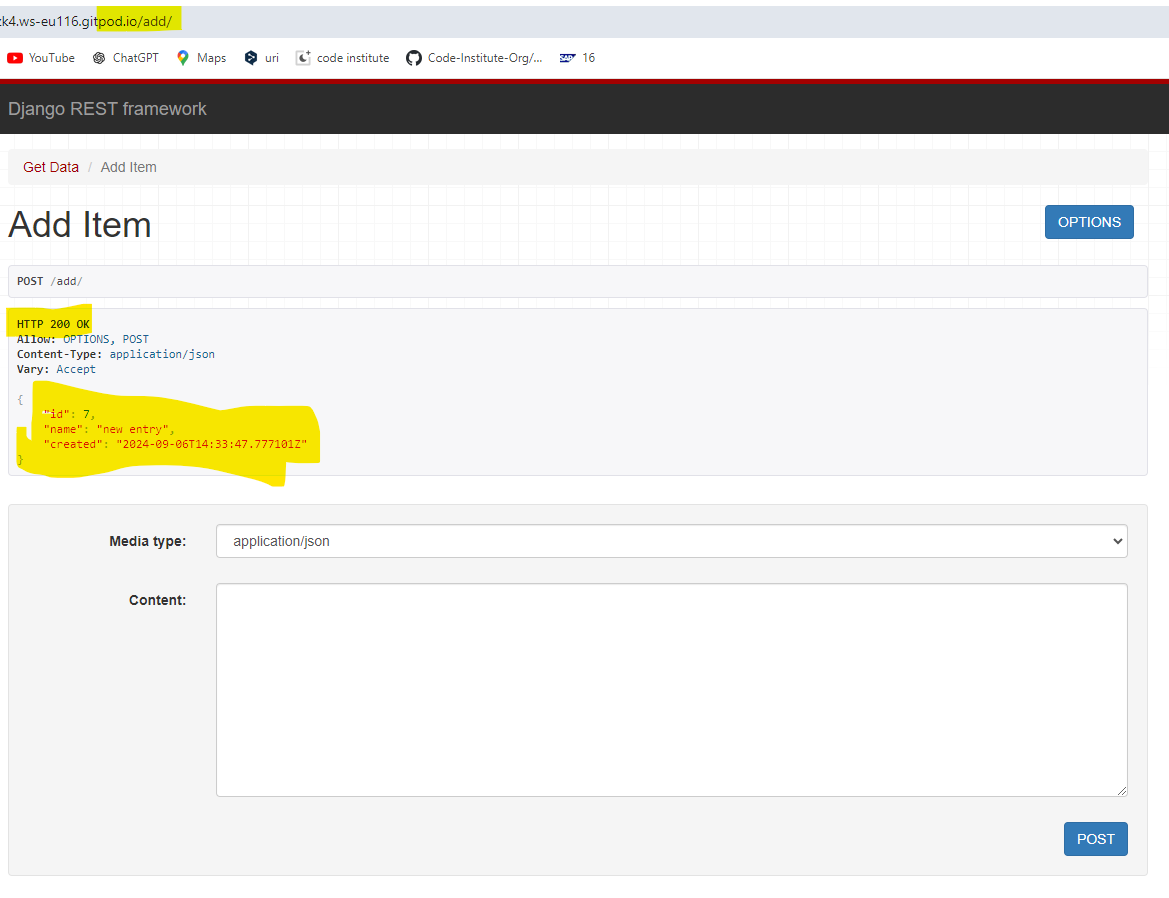 zk4.ws-eu116.gitpod.io/add/
YouTube ChatGPT Maps uri code institute Code-Institute-Org/... SAP 16
Django REST framework
Get Data / Add Item
Add Item
OPTIONS
POST /add/
HTTP 200 OK
Allow: OPTIONS, POST
Content-Type: application/json
Vary: Accept
{
"id": 7,
"name": "new entry",
"created": "2024-09-06T14:33:47.777101Z"
}
Media type: application/json
Content:
POST